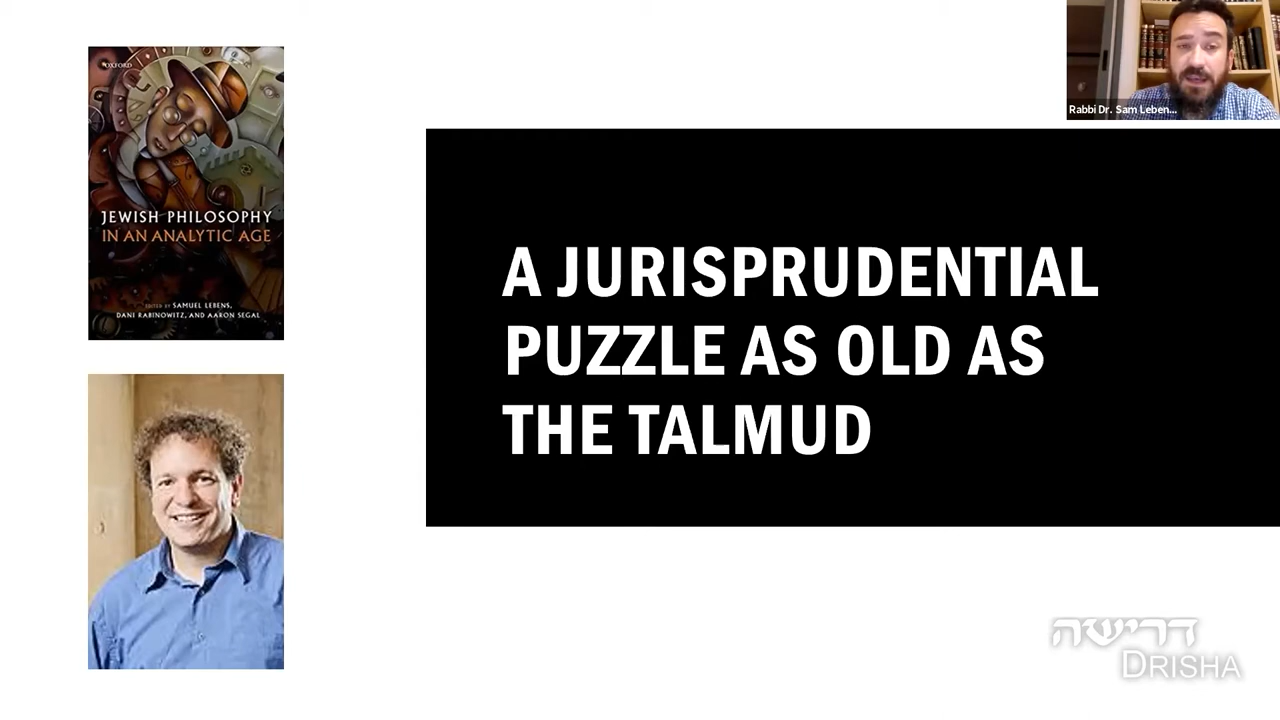 OXFORD
JEWISH PHILOSOPHY
IN AN ANALYTIC AGE
EDITED BY SAMUEL LEBENS,
DANI RABINOWITZ, AND AARON SEGAL
Rabbi Dr. Sam Leben...
A JURISPRUDENTIAL
PUZZLE AS OLD AS
THE TALMUD
דרישה
DRISHA